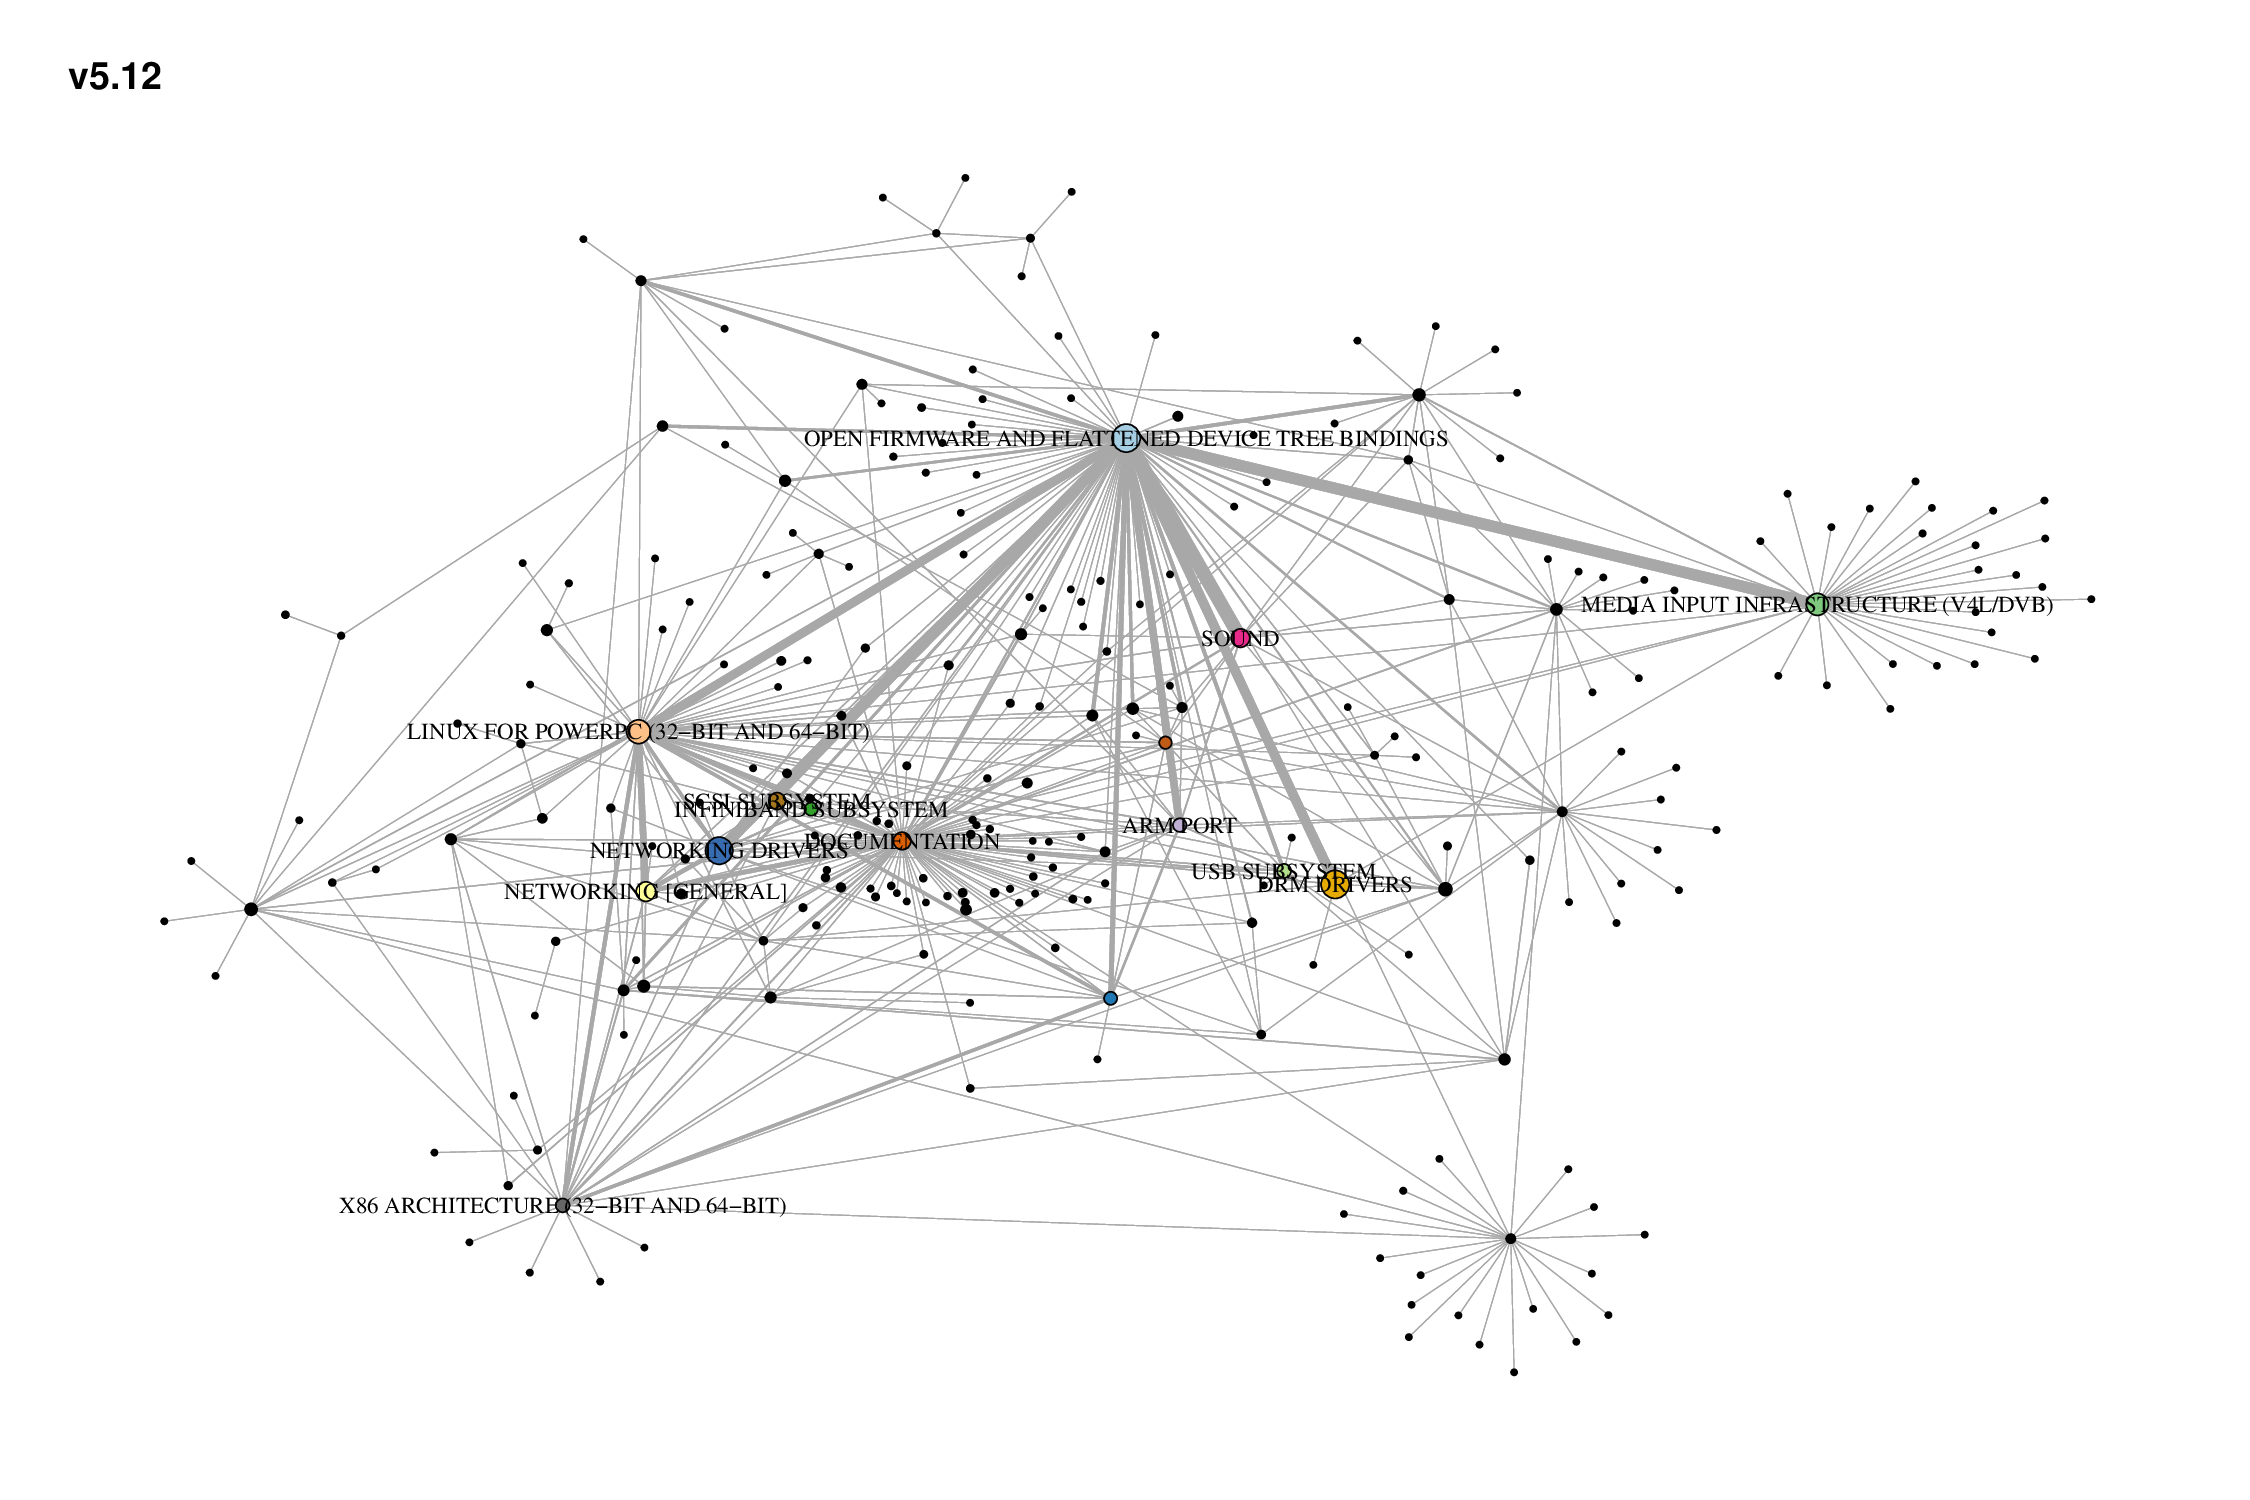 v5.12
OPEN FIRMWARE AND FLATTENED DEVICE TREE BINDINGS
MEDIA INPUT INFRASTRUCTURE (V4L/DVB)
SOUND
LINUX FOR POWERPC (32−BIT AND 64−BIT)
SCSI SUBSYSTEM
INFINIBAND SUBSYSTEM
ARM PORT
DOCUMENTATION
NETWORKING DRIVERS
USB SUBSYSTEM
DRM DRIVERS
NETWORKING [GENERAL]
X86 ARCHITECTURE (32−BIT AND 64−BIT)